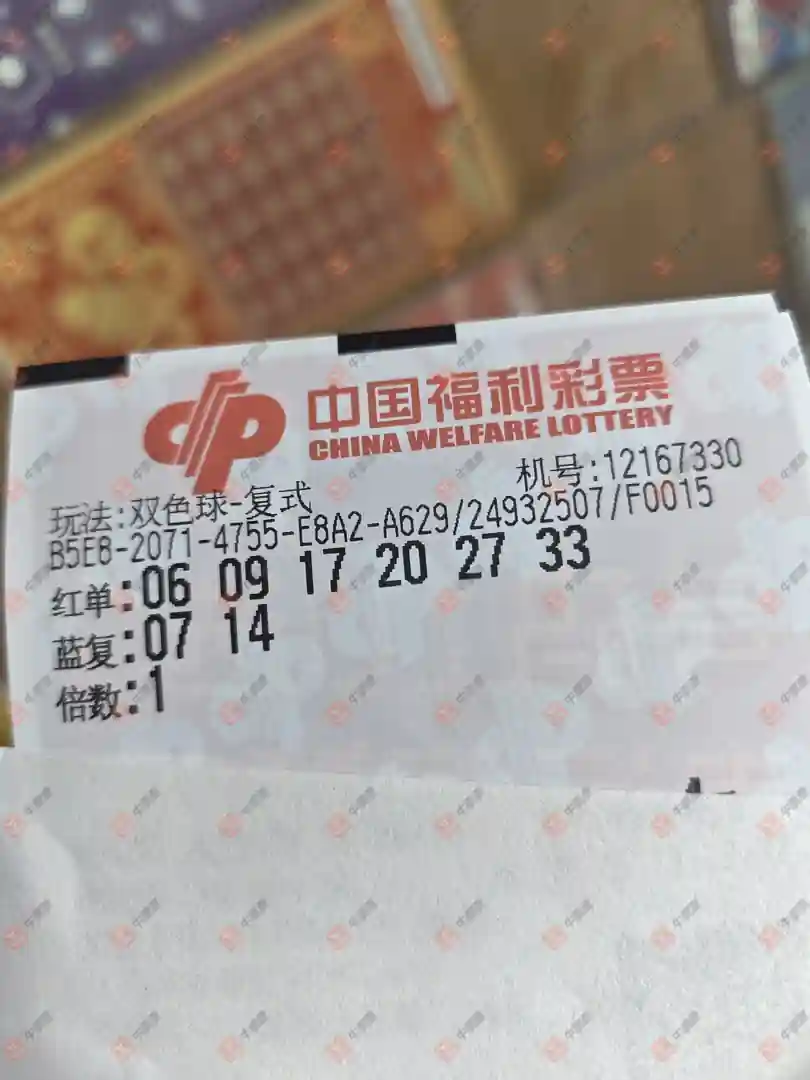 中国福利彩票
CHINA WELFARE LOTTERY
玩法:双色球-复式 机号:12167330
B5E8-2071-4755-E8A2-A629/24932507/F0015
红单:06 09 17 20 27 33
蓝复:07 14
倍数:1